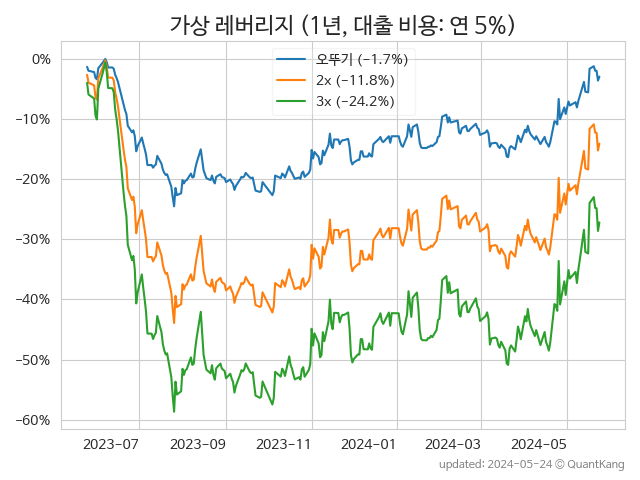 가상 레버리지 (1년, 대출 비용: 연 5%)
오뚜기 (−1.7%)
2x (−11.8%)
3x (−24.2%)
0%
−10%
−20%
−30%
−40%
−50%
−60%
2023-07 2023-09 2023-11 2024-01 2024-03 2024-05
updated: 2024-05-24 © QuantKang